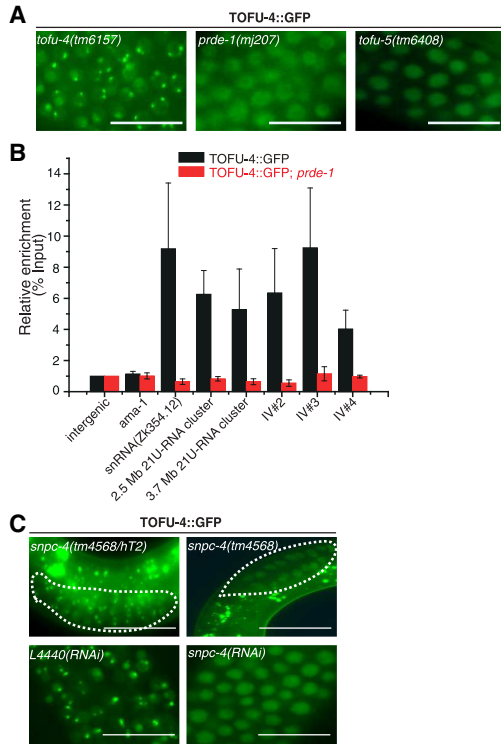 A
TOFU-4::GFP
tofu-4(tm6157)
prde-1(mj207)
tofu-5(tm6408)
B
TOFU-4::GFP
TOFU-4::GFP; prde-1
Relative enrichment
(% Input)
14
12
10
8
6
4
2
0
intergenic
ama-1
snRNA(Zk354.12)
2.5 Mb 21U-RNA cluster
3.7 Mb 21U-RNA cluster
IV#2
IV#3
IV#4
C
TOFU-4::GFP
snpc-4(tm4568/hT2)
snpc-4(tm4568)
L4440(RNAi)
snpc-4(RNAi)